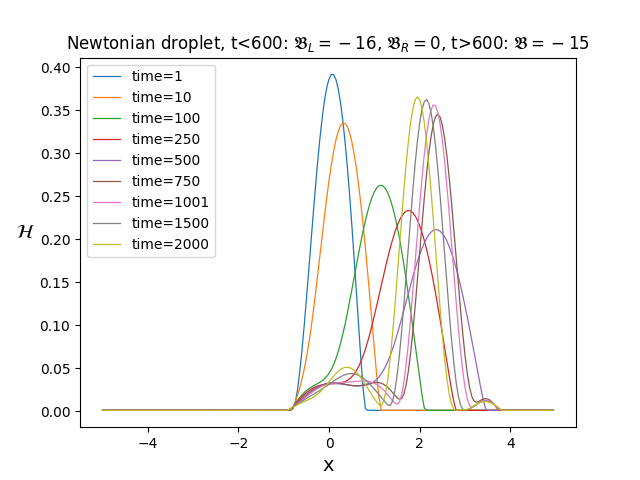 Newtonian droplet, t<600: 𝔅_L = −16, 𝔅_R = 0, t>600: 𝔅 = −15
0.40
0.35
0.30
0.25
0.20
0.15
0.10
0.05
0.00
ℋ
time=1
time=10
time=100
time=250
time=500
time=750
time=1001
time=1500
time=2000
−4
−2
0
2
4
x